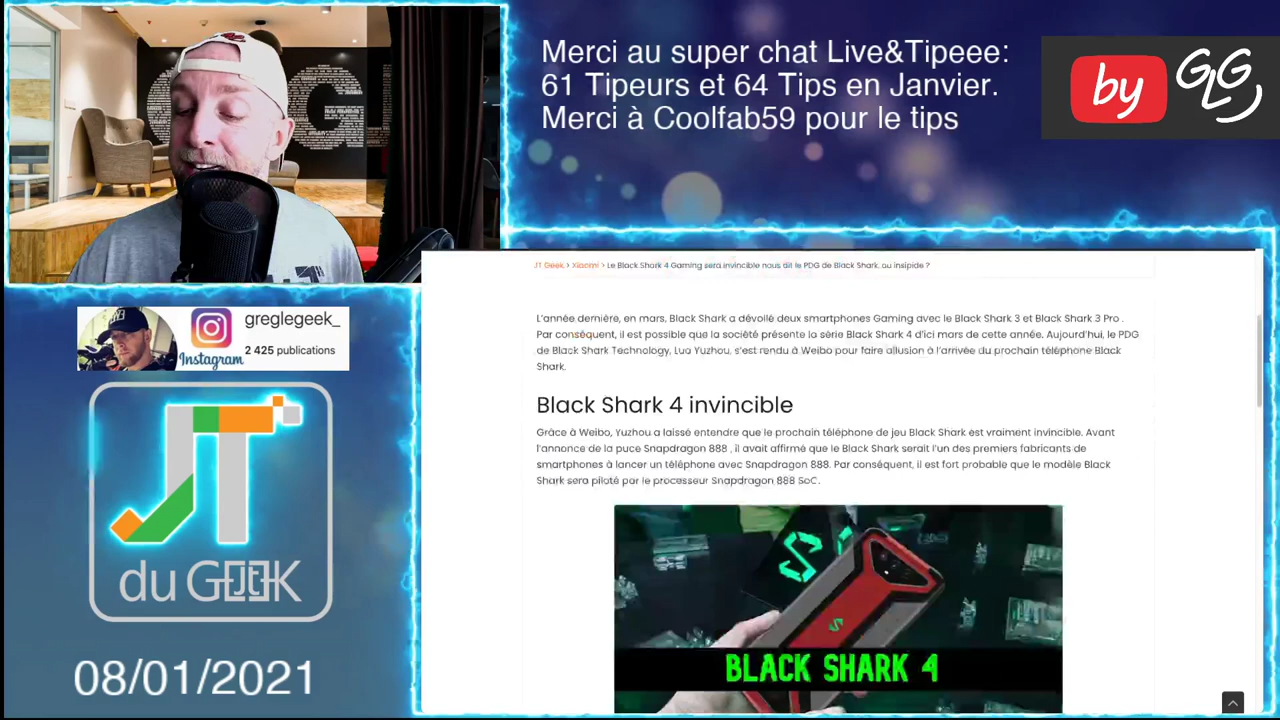 Merci au super chat Live&Tipeee:
61 Tipeurs et 64 Tips en Janvier.
Merci à Coolfab59 pour le tips
by GLG
greglegeek_
Instagram
2 425 publications
JT
du GEEK
08/01/2021
JT Geek > Xiaomi > Le Black Shark 4 Gaming sera invincible nous dit le PDG de Black Shark, ou insipide ?
L'année dernière, en mars, Black Shark a dévoilé deux smartphones Gaming avec le Black Shark 3 et Black Shark 3 Pro .
Par conséquent, il est possible que la société présente la série Black Shark 4 d'ici mars de cette année. Aujourd'hui, le PDG
de Black Shark Technology, Luo Yuzhou, s'est rendu à Weibo pour faire allusion à l'arrivée du prochain téléphone Black
Shark.
Black Shark 4 invincible
Grâce à Weibo, Yuzhou a laissé entendre que le prochain téléphone de jeu Black Shark est vraiment invincible. Avant
l'annonce de la puce Snapdragon 888 , il avait affirmé que le Black Shark serait l'un des premiers fabricants de
smartphones à lancer un téléphone avec Snapdragon 888. Par conséquent, il est fort probable que le modèle Black
Shark sera piloté par le processeur Snapdragon 888 SoC.
BLACK SHARK 4